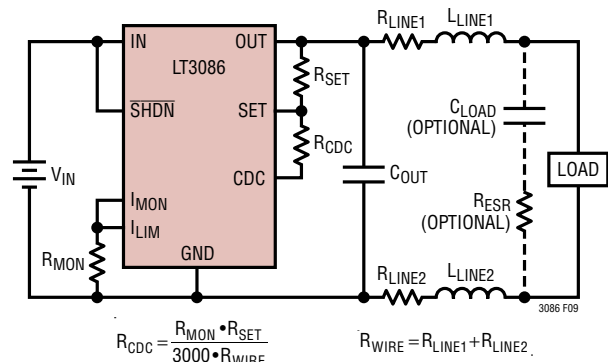 IN
OUT
LT3086
SHDN
SET
CDC
IMON
ILIM
GND
VIN
RMON
RSET
RCDC
COUT
RLINE1
LLINE1
CLOAD
(OPTIONAL)
LOAD
RESR
(OPTIONAL)
RLINE2
LLINE2
3086 F09
RCDC = RMON • RSET
3000 • RWIRE
RWIRE = RLINE1 + RLINE2